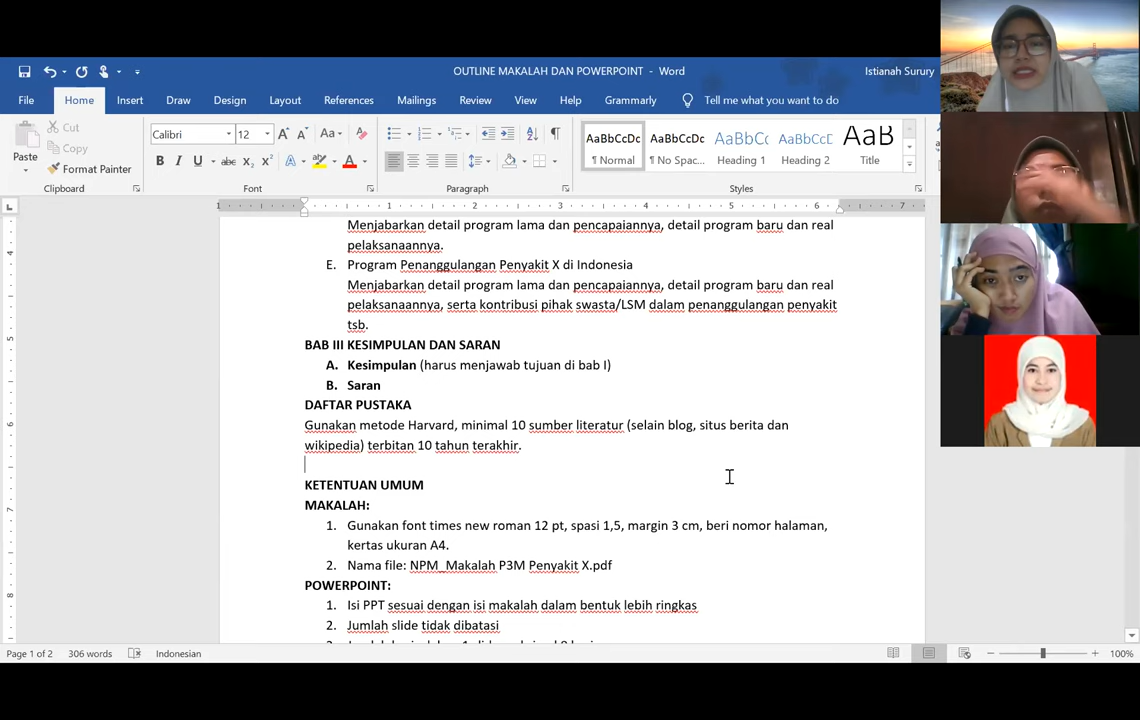 OUTLINE MAKALAH DAN POWERPOINT - Word
Istianah Surury
File Home Insert Draw Design Layout References Mailings Review View Help Grammarly Tell me what you want to do
Paste
Cut
Copy
Format Painter
Clipboard
Calibri 12
Font
Paragraph
AaBbCcDc AaBbCcDc AaBbCc AaBbCcD AaB
¶ Normal ¶ No Spac... Heading 1 Heading 2 Title
Styles
1 1 2 3 4 5 6 7
Menjabarkan detail program lama dan pencapaiannya, detail program baru dan real
pelaksanaannya.
E. Program Penanggulangan Penyakit X di Indonesia
Menjabarkan detail program lama dan pencapaiannya, detail program baru dan real
pelaksanaannya, serta kontribusi pihak swasta/LSM dalam penanggulangan penyakit
tsb.
BAB III KESIMPULAN DAN SARAN
A. Kesimpulan (harus menjawab tujuan di bab I)
B. Saran
DAFTAR PUSTAKA
Gunakan metode Harvard, minimal 10 sumber literatur (selain blog, situs berita dan
wikipedia) terbitan 10 tahun terakhir.
KETENTUAN UMUM
MAKALAH:
1. Gunakan font times new roman 12 pt, spasi 1,5, margin 3 cm, beri nomor halaman,
kertas ukuran A4.
2. Nama file: NPM_Makalah P3M Penyakit X.pdf
POWERPOINT:
1. Isi PPT sesuai dengan isi makalah dalam bentuk lebih ringkas
2. Jumlah slide tidak dibatasi
Page 1 of 2 306 words Indonesian 100%